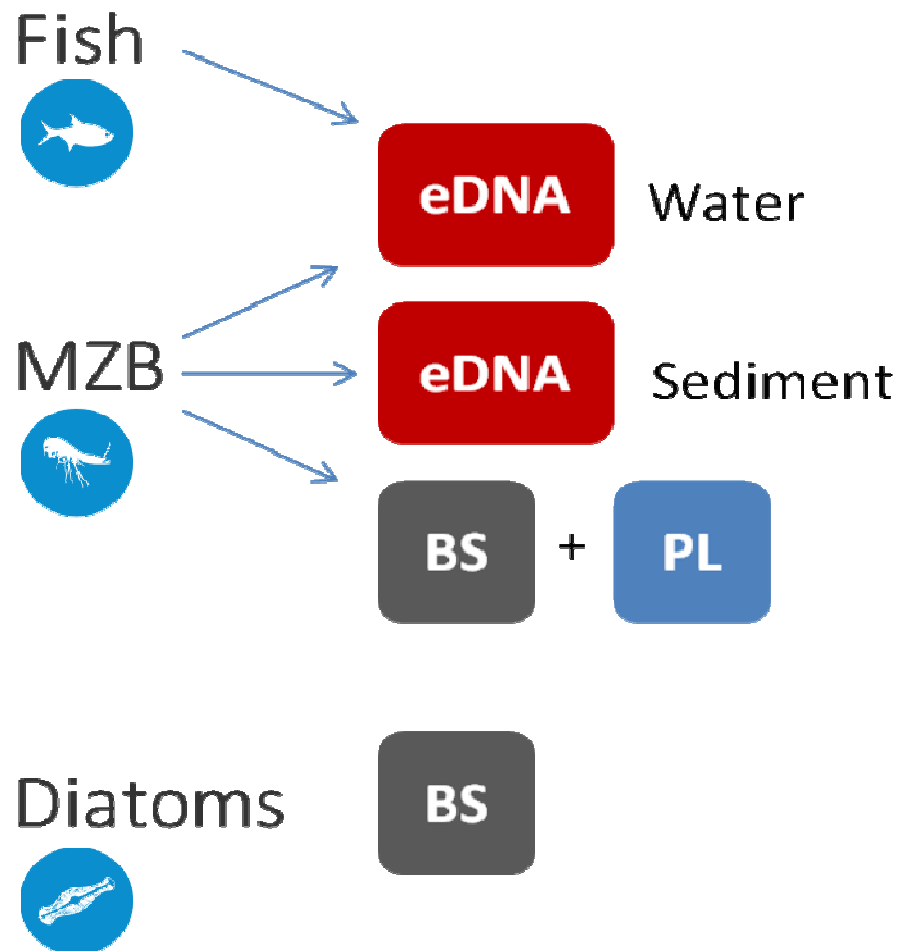 Fish
eDNA Water
MZB
eDNA Sediment
BS + PL
Diatoms
BS